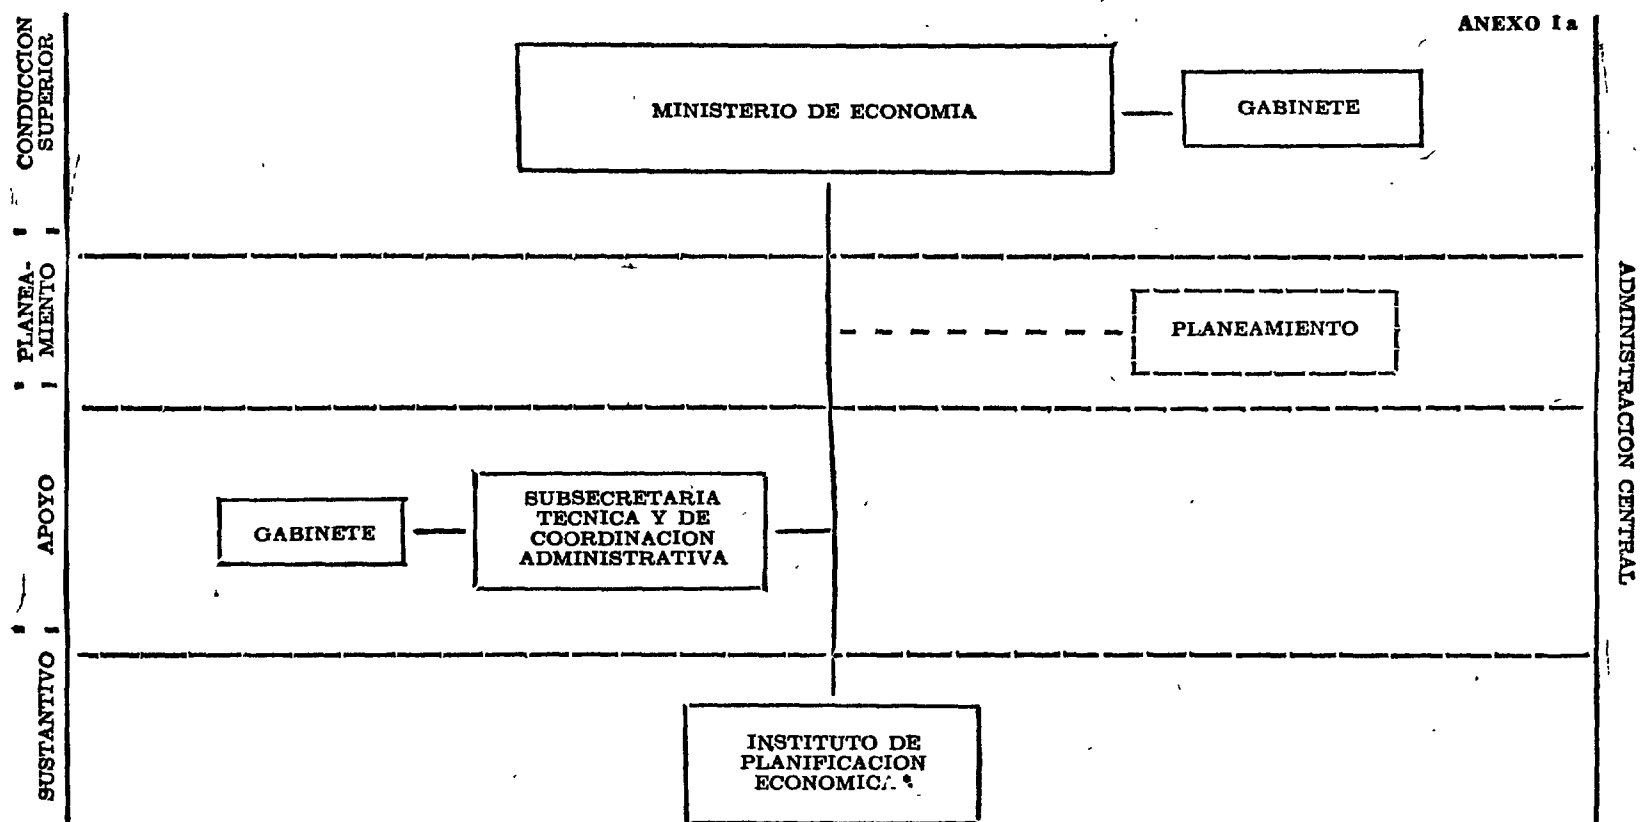 ANEXO Ia
CONDUCCION
SUPERIOR
MINISTERIO DE ECONOMIA
GABINETE
PLANEA-
MIENTO
PLANEAMIENTO
ADMINISTRACION CENTRAL
APOYO
GABINETE
SUBSECRETARIA
TECNICA Y DE
COORDINACION
ADMINISTRATIVA
SUSTANTIVO
INSTITUTO DE
PLANIFICACION